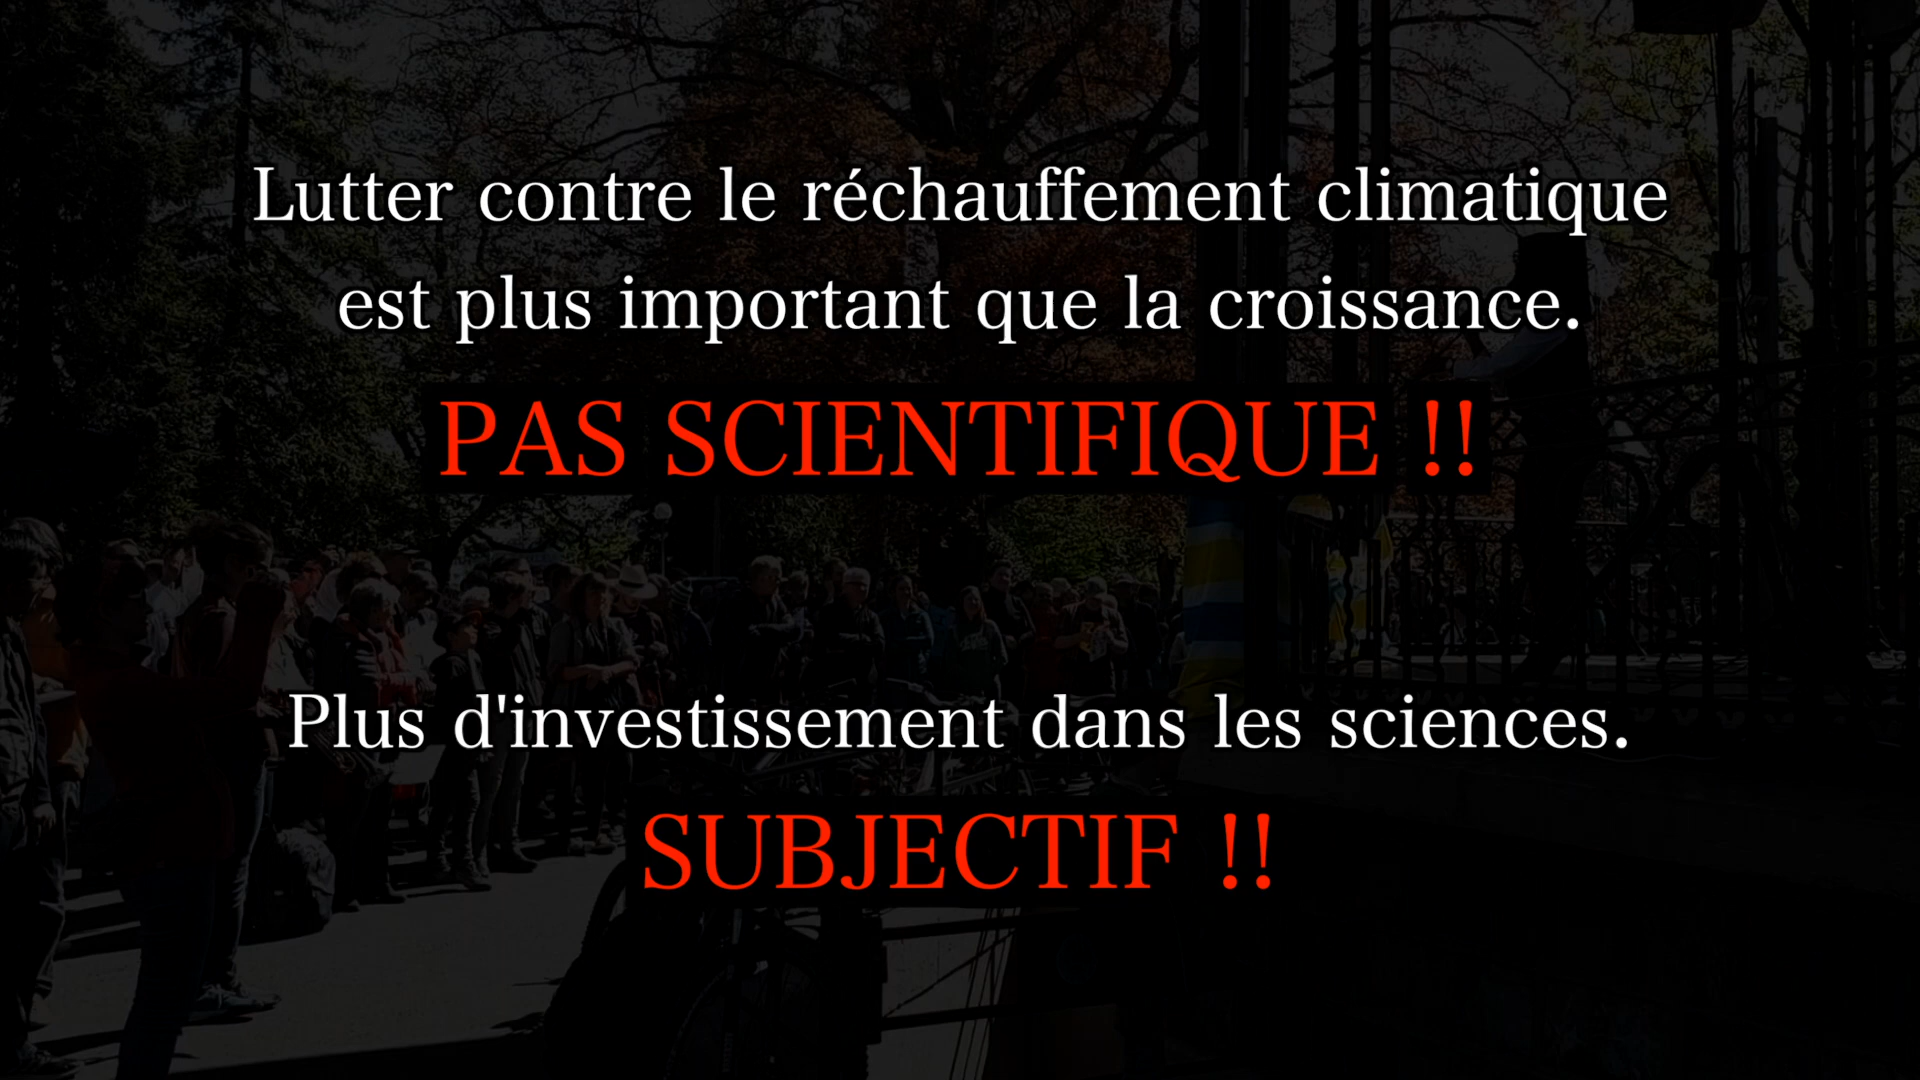 Lutter contre le réchauffement climatique
est plus important que la croissance.
PAS SCIENTIFIQUE !!
Plus d'investissement dans les sciences.
SUBJECTIF !!